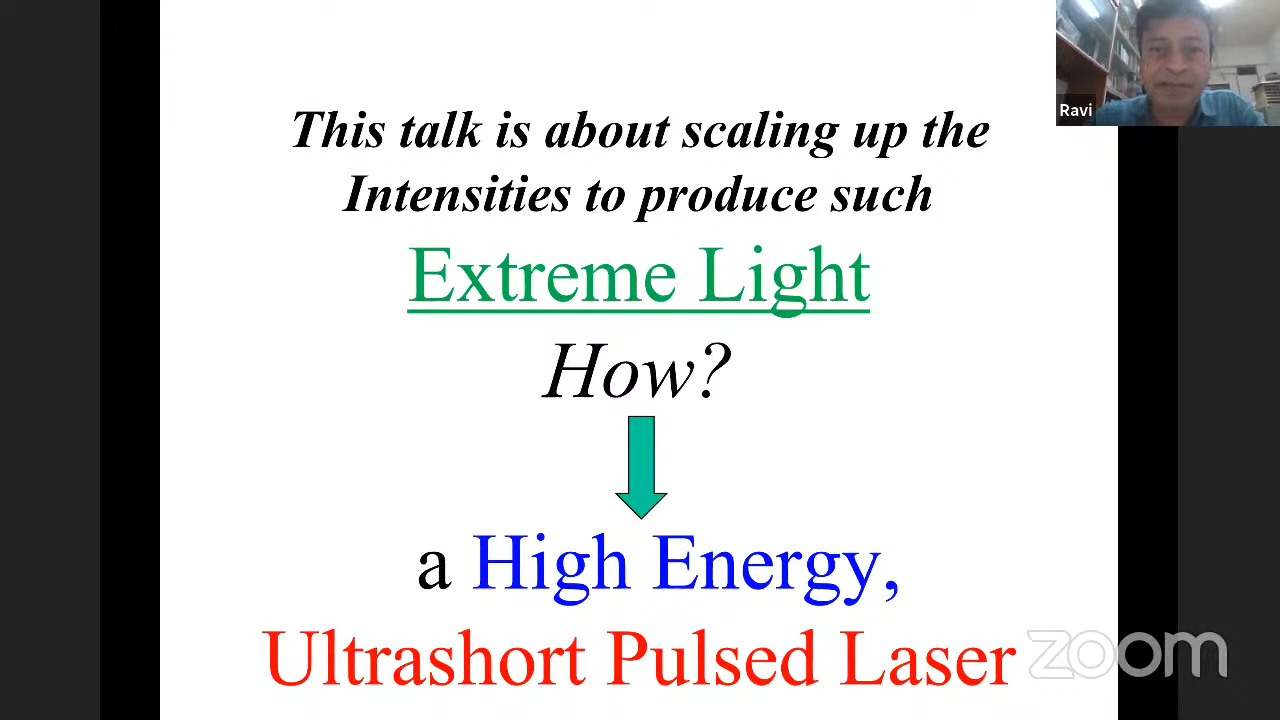 Ravi
This talk is about scaling up the
Intensities to produce such
Extreme Light
How?
a High Energy,
Ultrashort Pulsed Laser
zoom